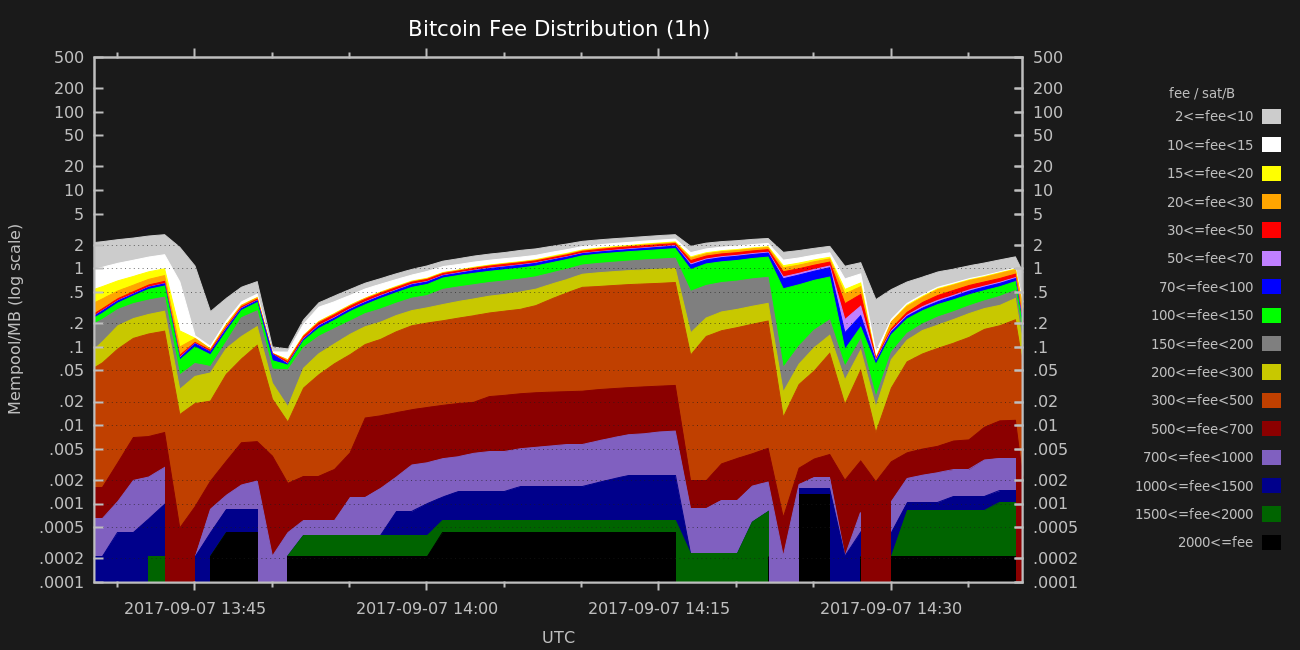 Bitcoin Fee Distribution (1h)
500 500
200 200
100 100
50 50
20 20
10 10
5 5
2 2
1 1
.5 .5
.2 .2
.1 .1
.05 .05
.02 .02
.01 .01
.005 .005
.002 .002
.001 .001
.0005 .0005
.0002 .0002
.0001 .0001
Mempool/MB (log scale)
2017-09-07 13:45 2017-09-07 14:00 2017-09-07 14:15 2017-09-07 14:30
UTC
fee / sat/B
2<=fee<10
10<=fee<15
15<=fee<20
20<=fee<30
30<=fee<50
50<=fee<70
70<=fee<100
100<=fee<150
150<=fee<200
200<=fee<300
300<=fee<500
500<=fee<700
700<=fee<1000
1000<=fee<1500
1500<=fee<2000
2000<=fee